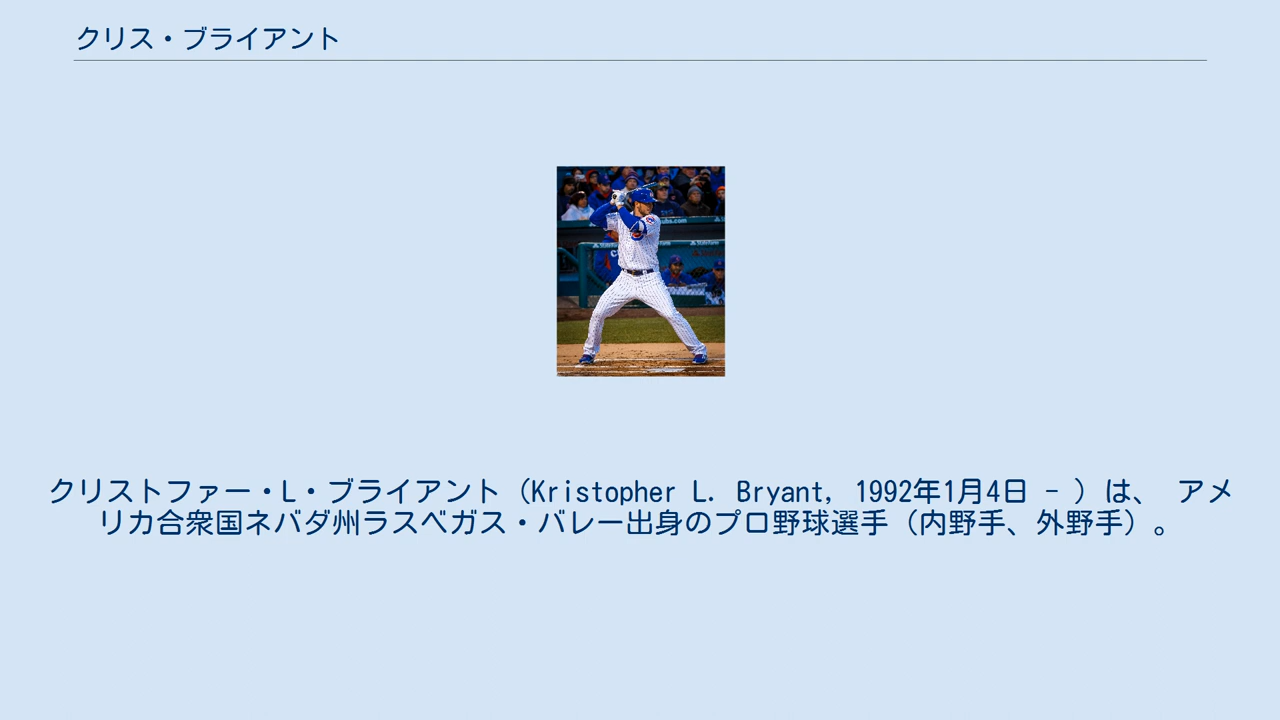 クリス・ブライアント
クリストファー・L・ブライアント（Kristopher L. Bryant, 1992年1月4日 - ）は、 アメ
リカ合衆国ネバダ州ラスベガス・バレー出身のプロ野球選手（内野手、外野手）。